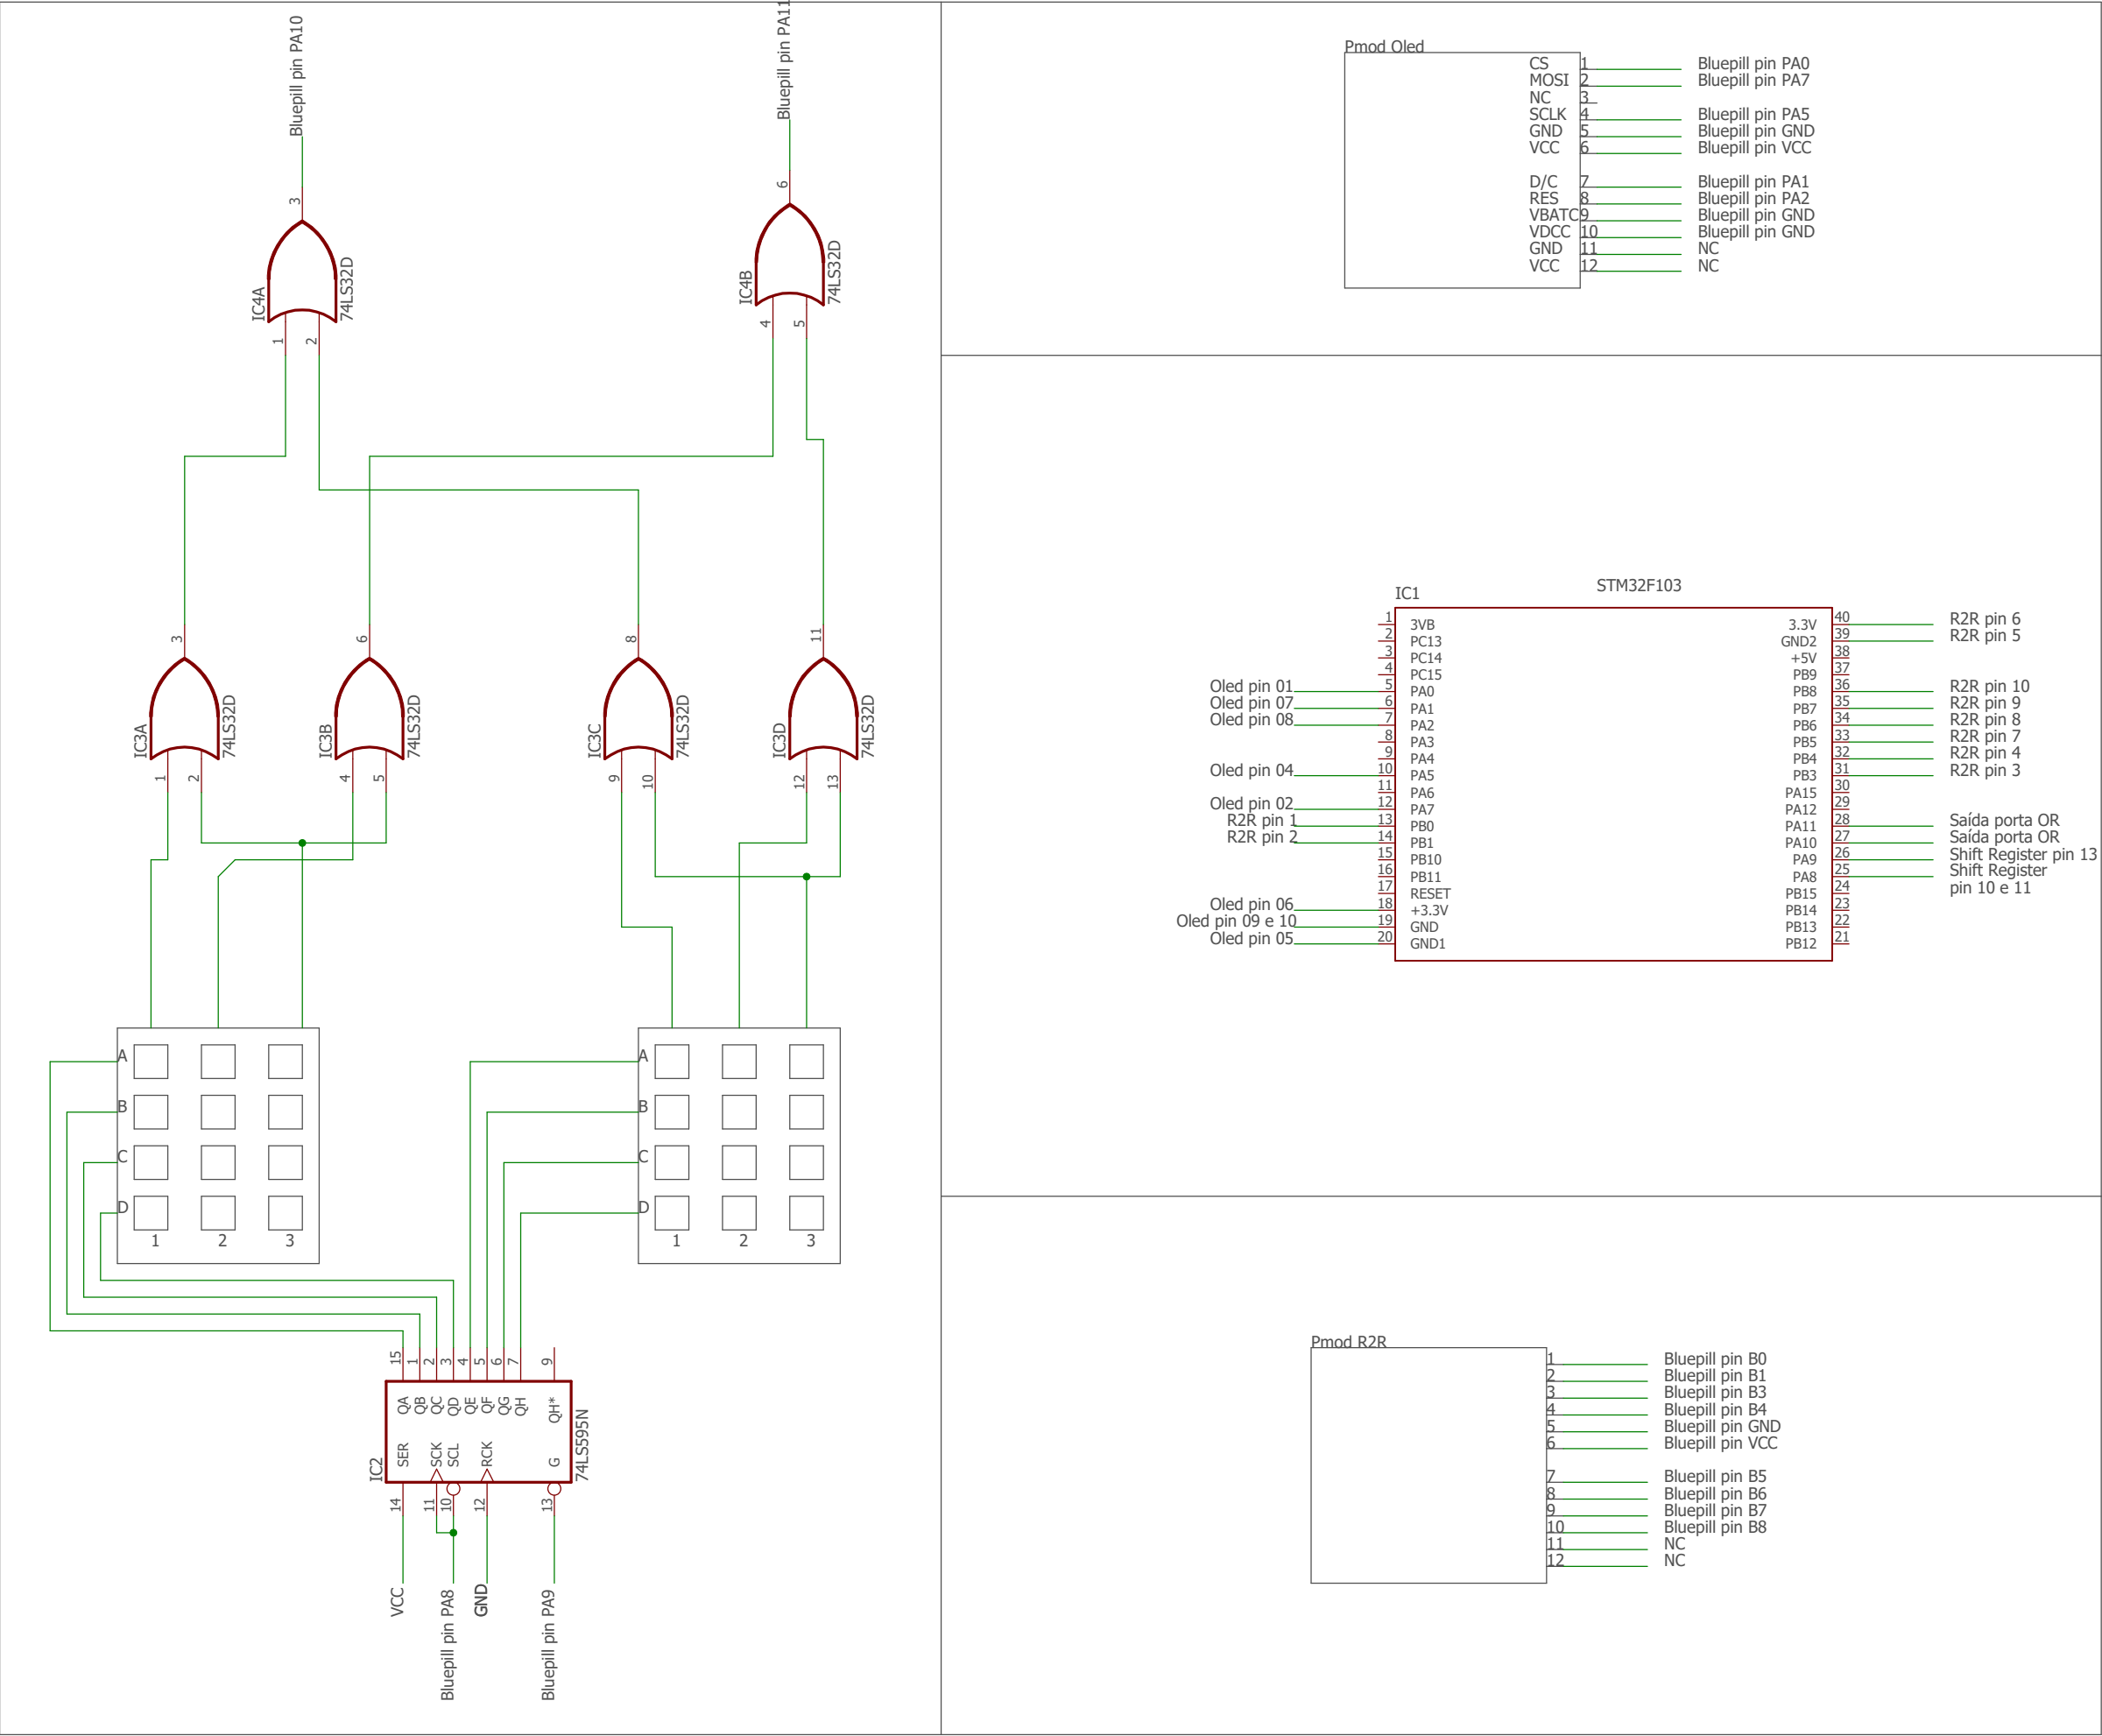 Bluepill pin PA10
Bluepill pin PA11
3
IC4A
74LS32D
1
2
6
IC4B
74LS32D
4
5
3
IC3A
74LS32D
1
2
6
IC3B
74LS32D
4
5
8
IC3C
74LS32D
9
10
11
IC3D
74LS32D
12
13
A
B
C
D
1 2 3
A
B
C
D
1 2 3
15 1 2 3 4 5 6 7 9
QA QB QC QD QE QF QG QH QH*
SER SCK SCL RCK G
IC2
74LS595N
14 11 10 12 13
VCC
Bluepill pin PA8
GND
Bluepill pin PA9
Pmod Oled
CS 1 Bluepill pin PA0
MOSI 2 Bluepill pin PA7
NC 3
SCLK 4 Bluepill pin PA5
GND 5 Bluepill pin GND
VCC 6 Bluepill pin VCC
D/C 7 Bluepill pin PA1
RES 8 Bluepill pin PA2
VBATC 9 Bluepill pin GND
VDCC 10 Bluepill pin GND
GND 11 NC
VCC 12 NC
STM32F103
IC1
1 3VB 3.3V 40 R2R pin 6
2 PC13 GND2 39 R2R pin 5
3 PC14 +5V 38
4 PC15 PB9 37
Oled pin 01 5 PA0 PB8 36 R2R pin 10
Oled pin 07 6 PA1 PB7 35 R2R pin 9
Oled pin 08 7 PA2 PB6 34 R2R pin 8
8 PA3 PB5 33 R2R pin 7
9 PA4 PB4 32 R2R pin 4
Oled pin 04 10 PA5 PB3 31 R2R pin 3
11 PA6 PA15 30
Oled pin 02 12 PA7 PA12 29
R2R pin 1 13 PB0 PA11 28 Saída porta OR
R2R pin 2 14 PB1 PA10 27 Saída porta OR
15 PB10 PA9 26 Shift Register pin 13
16 PB11 PA8 25 Shift Register
17 RESET PB15 24 pin 10 e 11
Oled pin 06 18 +3.3V PB14 23
Oled pin 09 e 10 19 GND PB13 22
Oled pin 05 20 GND1 PB12 21
Pmod R2R
1 Bluepill pin B0
2 Bluepill pin B1
3 Bluepill pin B3
4 Bluepill pin B4
5 Bluepill pin GND
6 Bluepill pin VCC
7 Bluepill pin B5
8 Bluepill pin B6
9 Bluepill pin B7
10 Bluepill pin B8
11 NC
12 NC